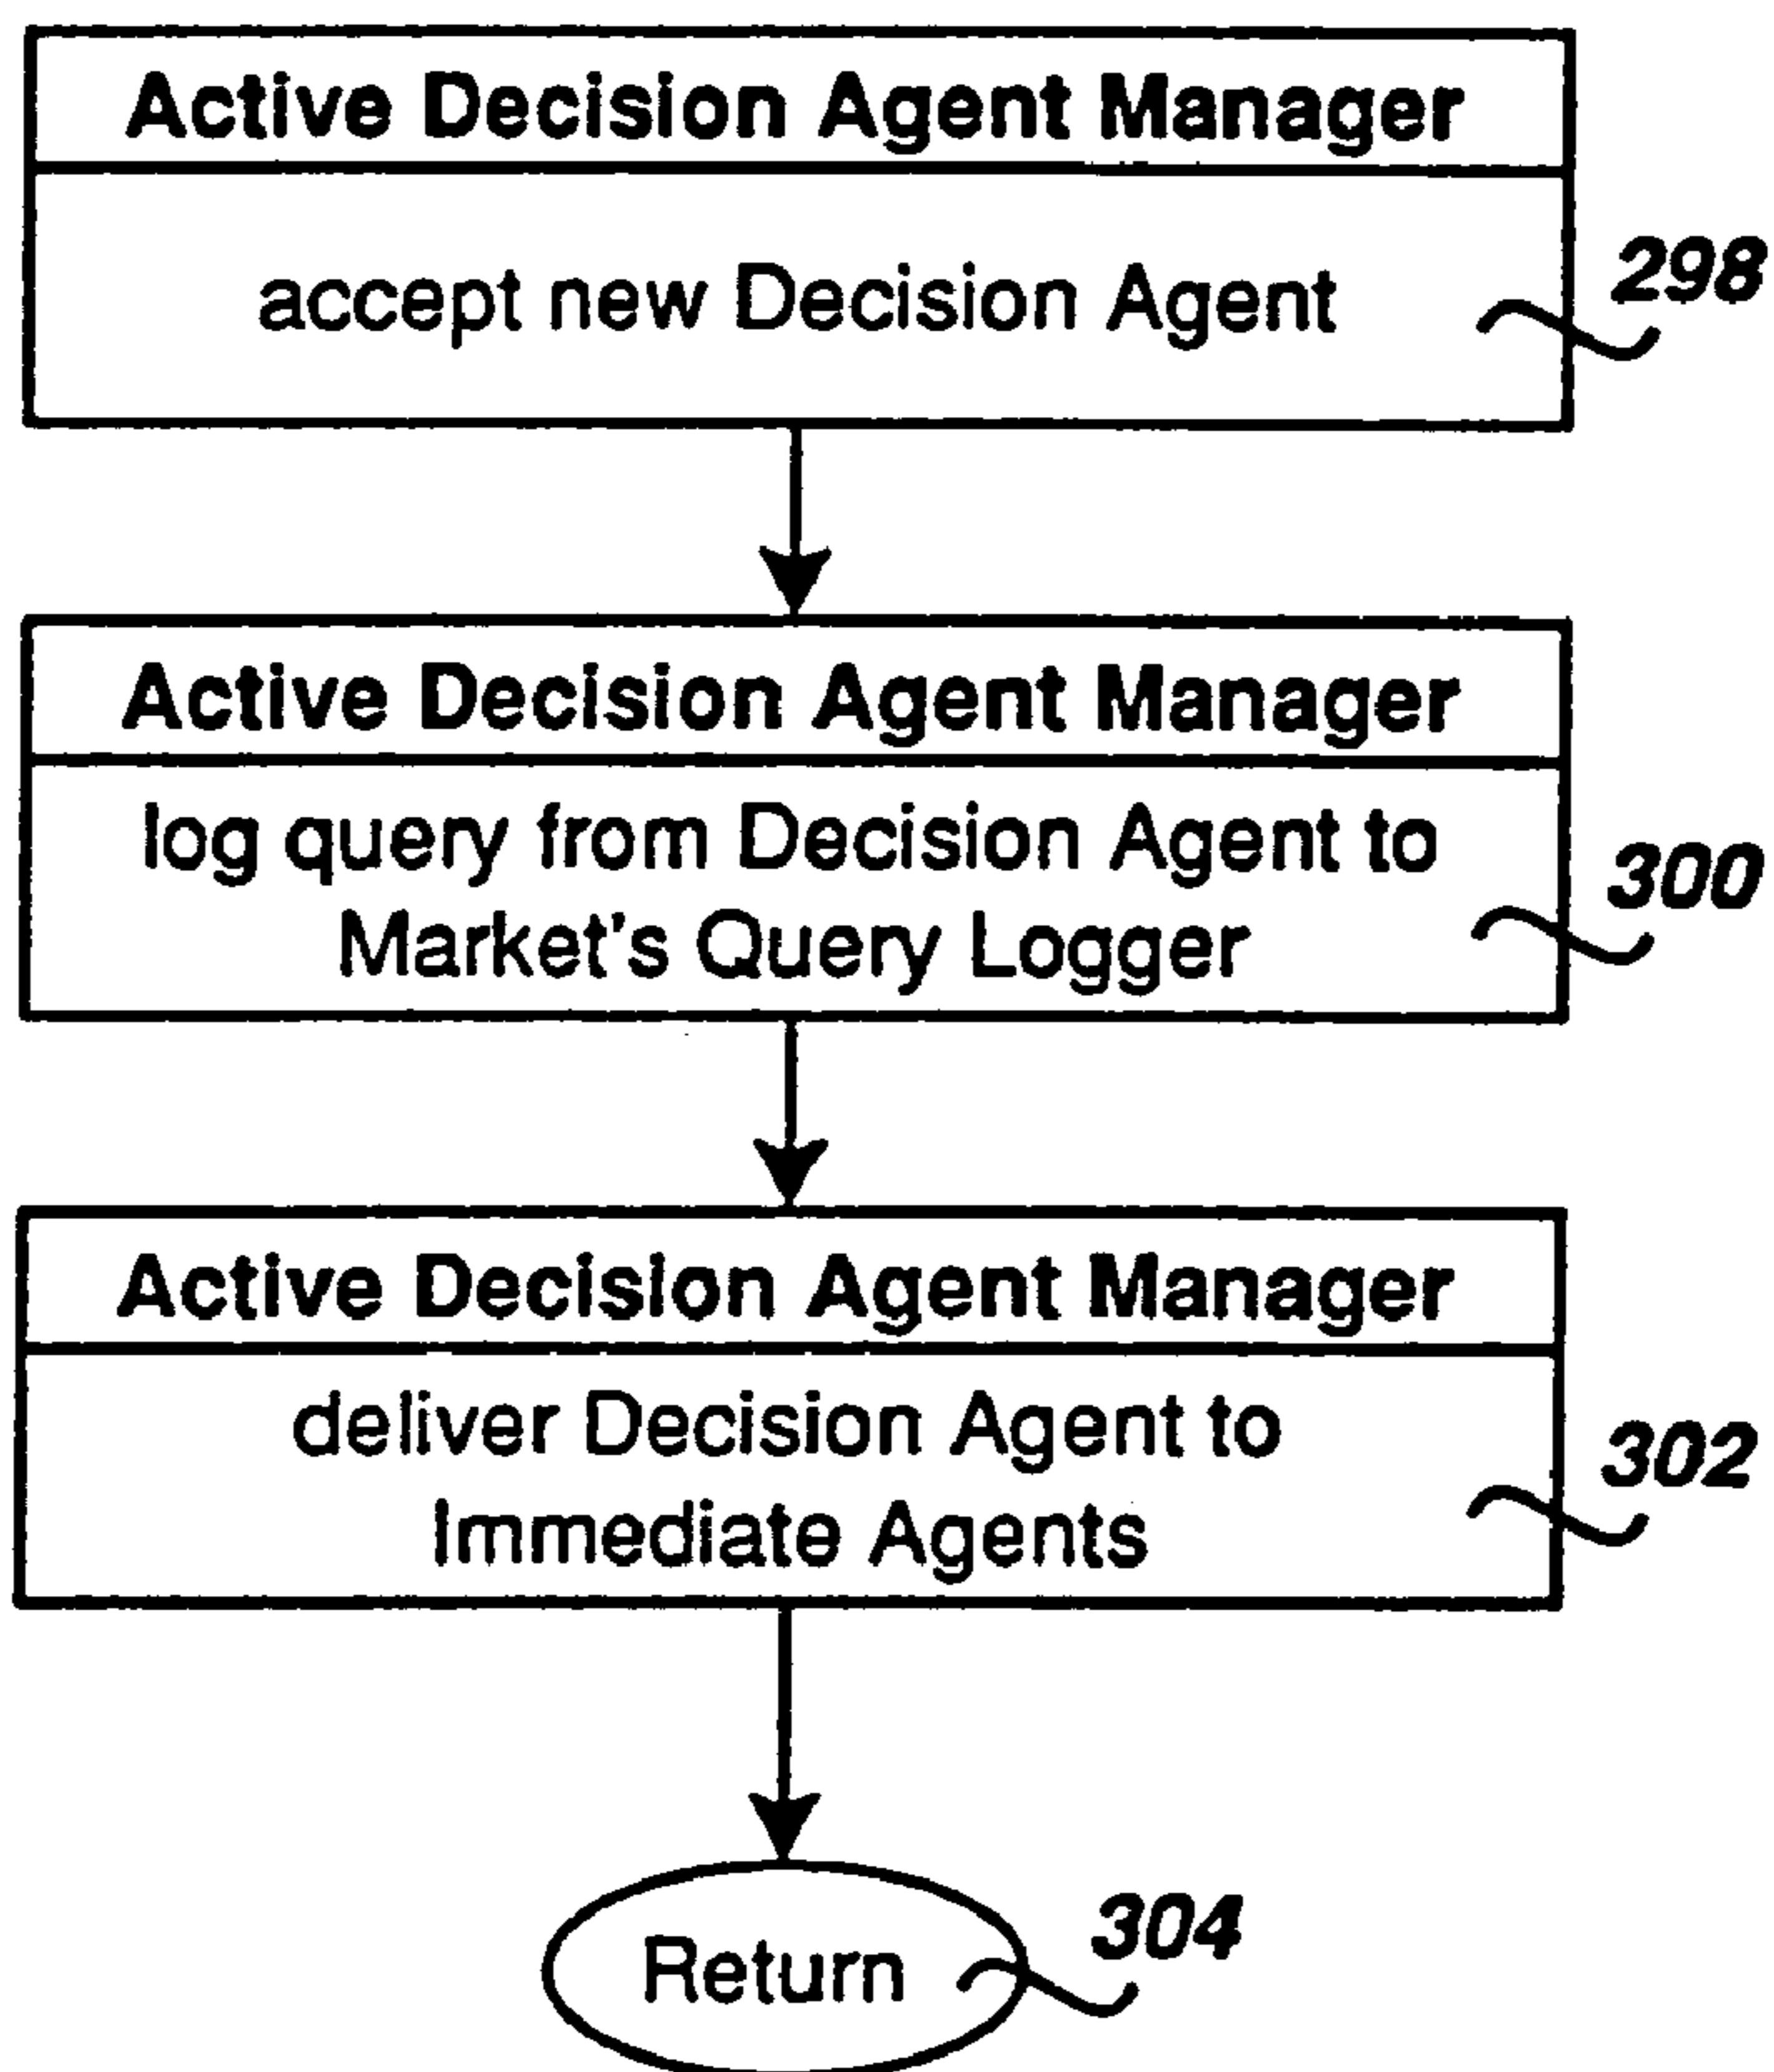 Active Decision Agent Manager
accept new Decision Agent
298
Active Decision Agent Manager
log query from Decision Agent to
Market's Query Logger
300
Active Decision Agent Manager
deliver Decision Agent to
Immediate Agents
302
Return
304